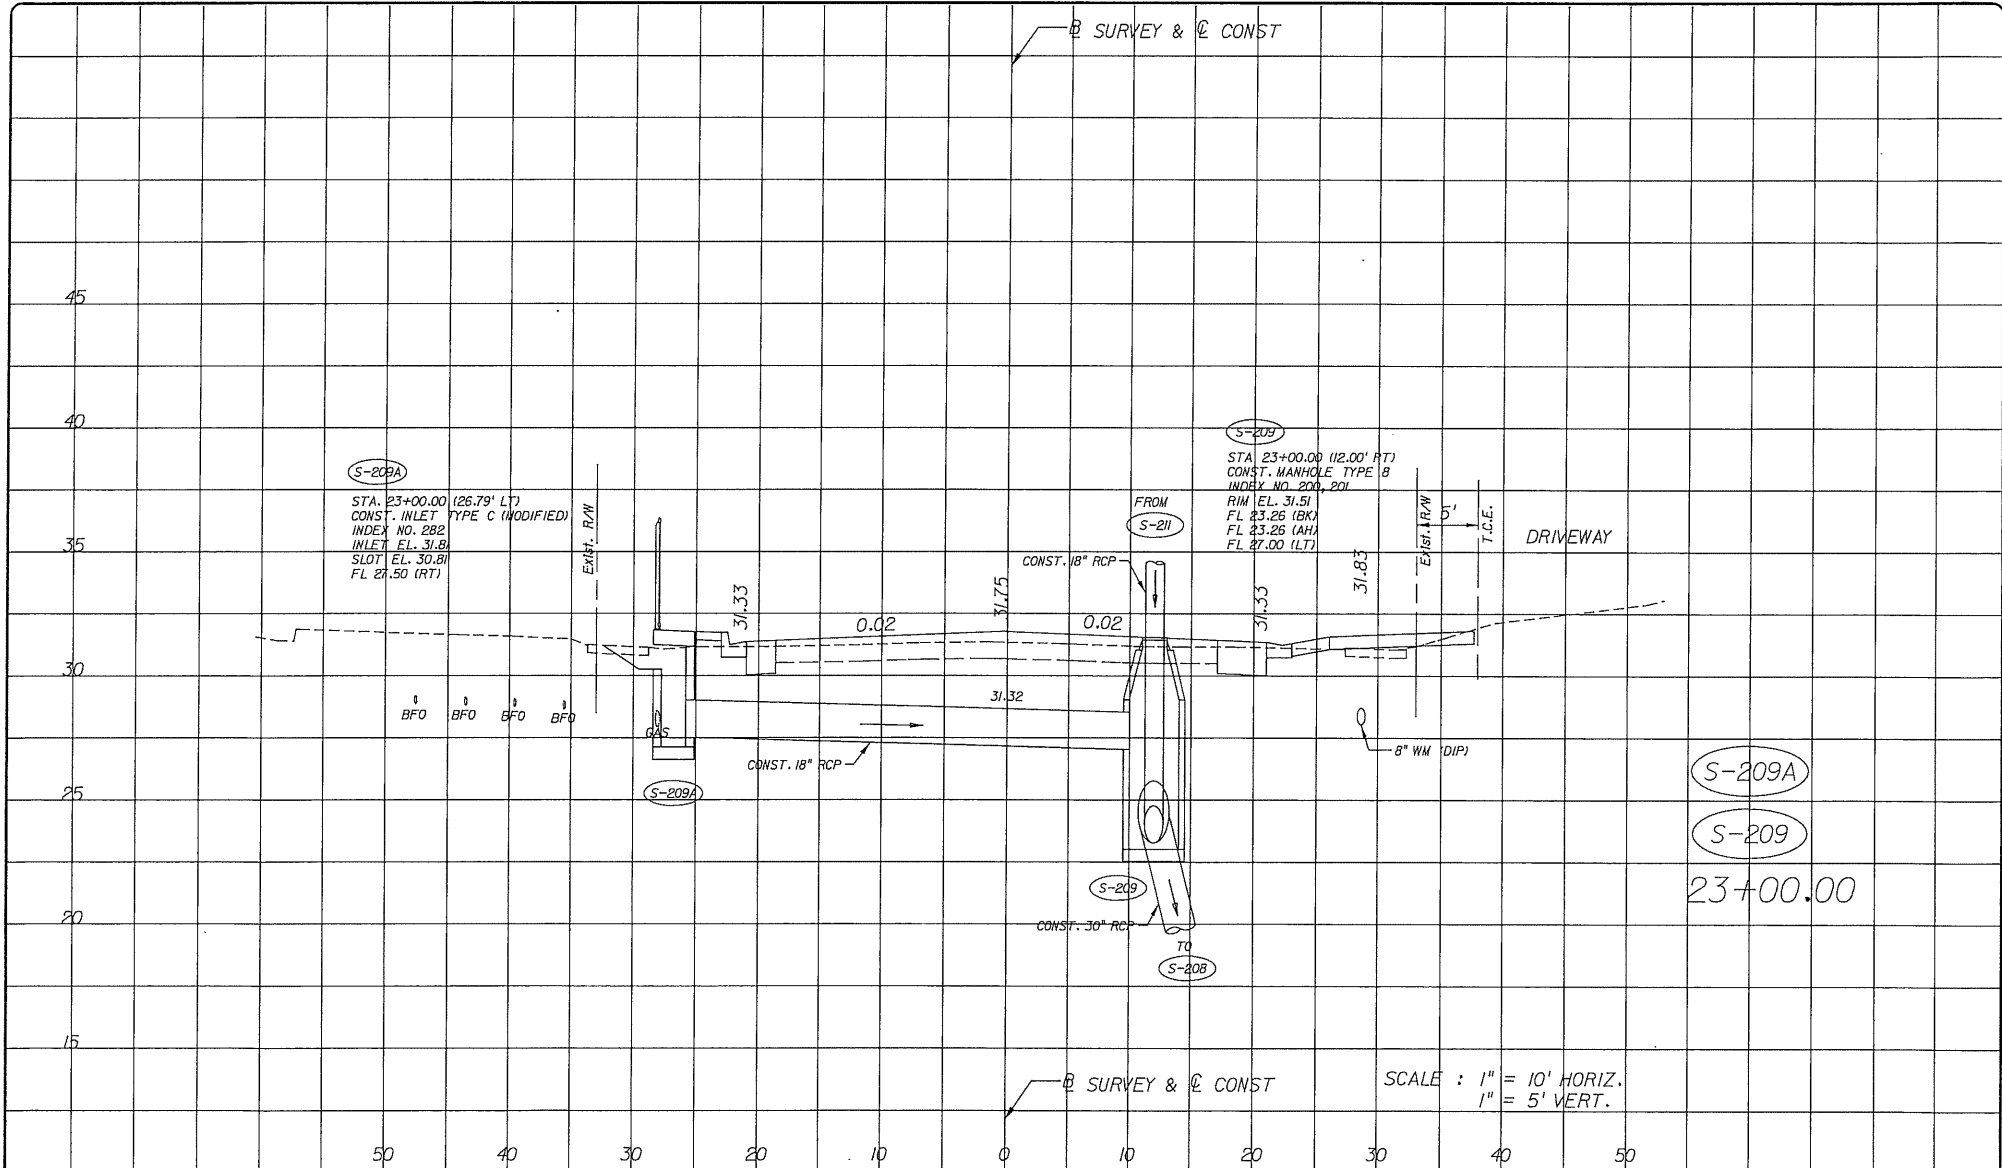 B SURVEY & ℄ CONST
45
40
35
30
25
20
15
S-209A
STA. 23+00.00 (26.79' LT)
CONST. INLET TYPE C (MODIFIED)
INDEX NO. 282
INLET EL. 31.81
SLOT EL. 30.81
FL 27.50 (RT)
Exist. R/W
S-209
STA. 23+00.00 (12.00' RT)
CONST. MANHOLE TYPE 8
INDEX NO. 200, 201
RIM EL. 31.51
FL 23.26 (BK)
FL 23.26 (AH)
FL 27.00 (LT)
FROM
S-211
CONST. 18" RCP
Exist. R/W
5'
T.C.E.
DRIVEWAY
31.33
0.02
31.75
0.02
31.33
31.83
BFO
BFO
BFO
BFO
GAS
31.32
CONST. 18" RCP
S-209A
8" WM (DIP)
S-209A
S-209
23+00.00
S-209
CONST. 30" RCP
TO
S-208
B SURVEY & ℄ CONST
SCALE : 1" = 10' HORIZ.
1" = 5' VERT.
50 40 30 20 10 0 10 20 30 40 50